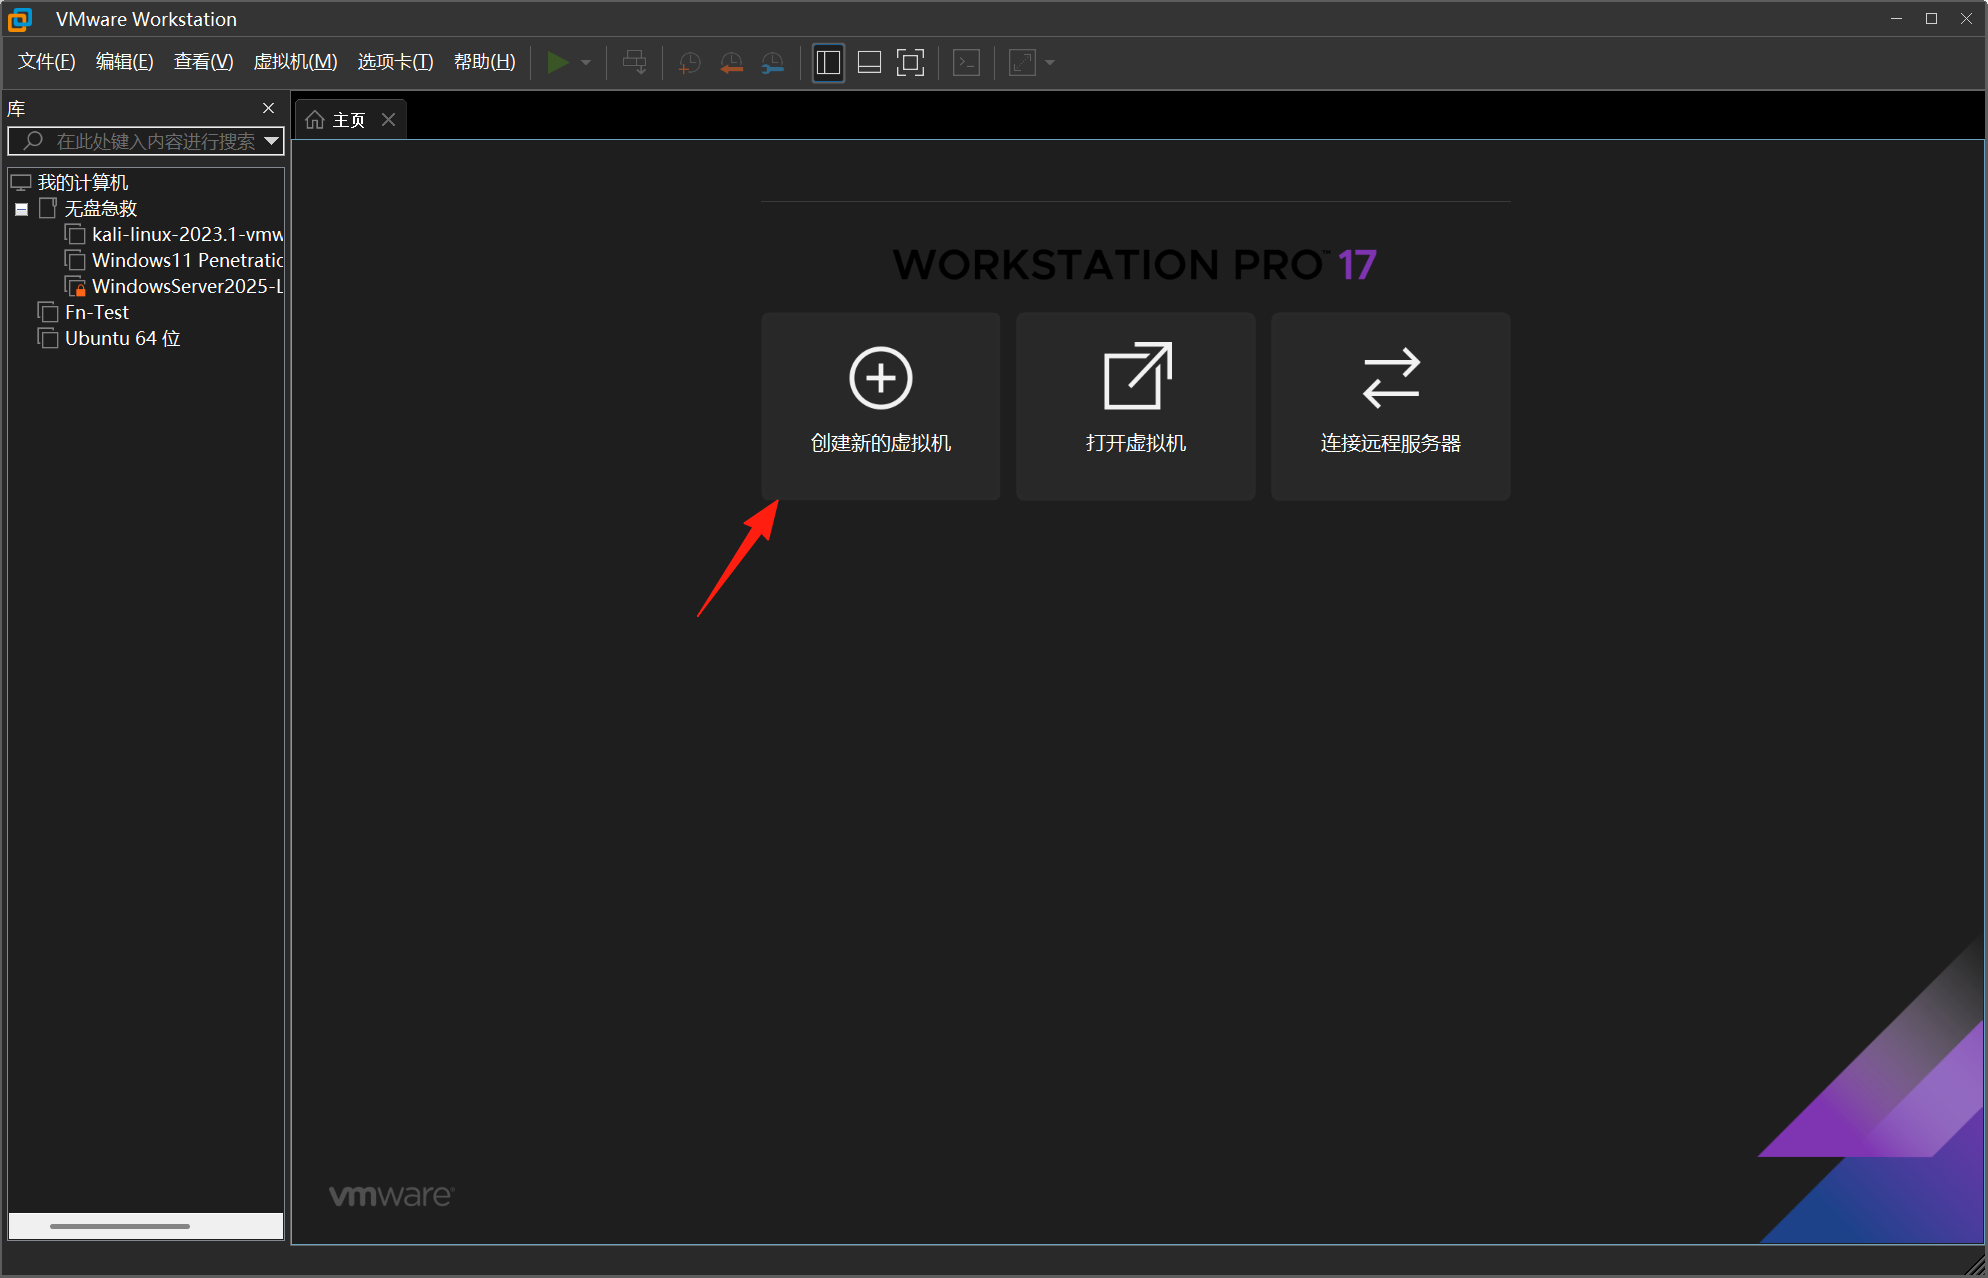 VMware Workstation
文件(F) 编辑(E) 查看(V) 虚拟机(M) 选项卡(T) 帮助(H)
库
在此处键入内容进行搜索
我的计算机
无盘急救
kali-linux-2023.1-vmw
Windows11 Penetratic
WindowsServer2025-L
Fn-Test
Ubuntu 64 位
主页
WORKSTATION PRO™ 17
创建新的虚拟机
打开虚拟机
连接远程服务器
vmware®